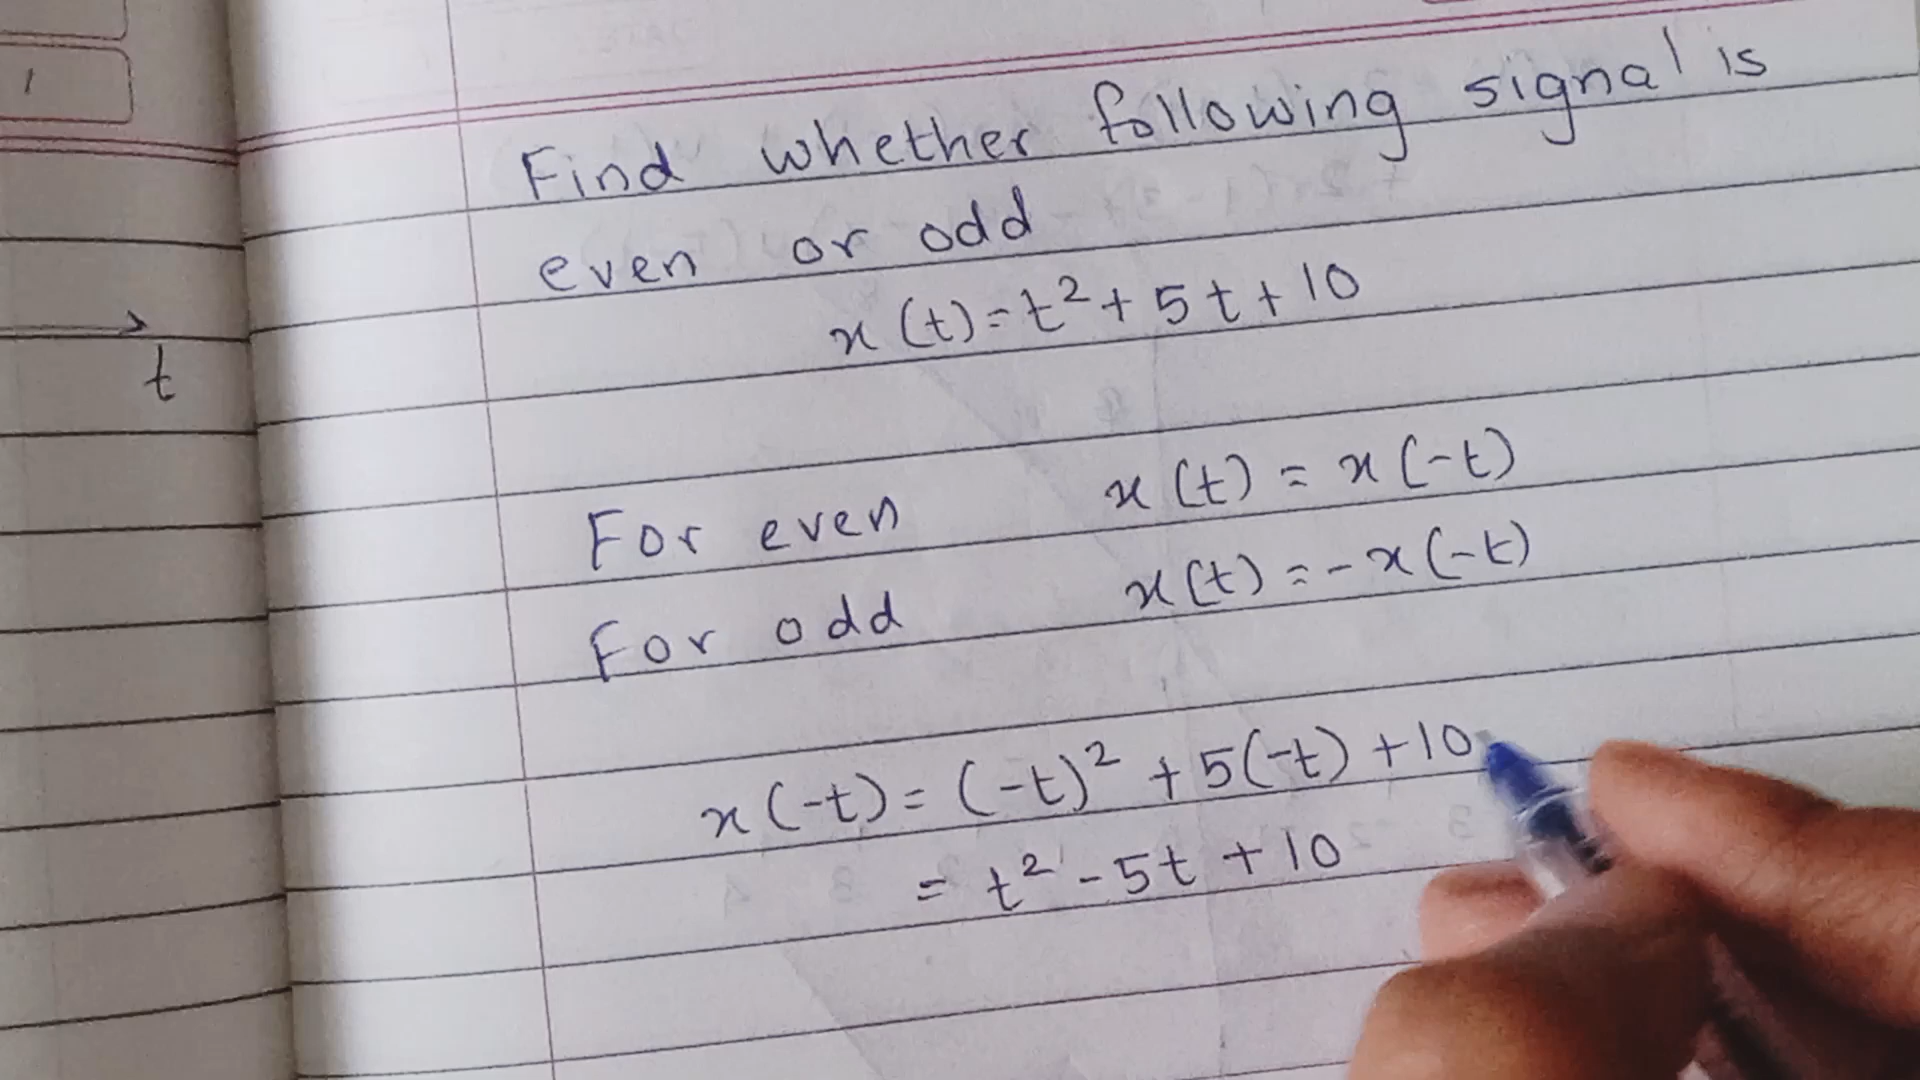 1
t
Find whether following signal is
even or odd
x(t)=t²+5t+10
For even x(t)=x(-t)
For odd x(t)=-x(-t)
x(-t)=(-t)²+5(-t)+10
=t²-5t+10